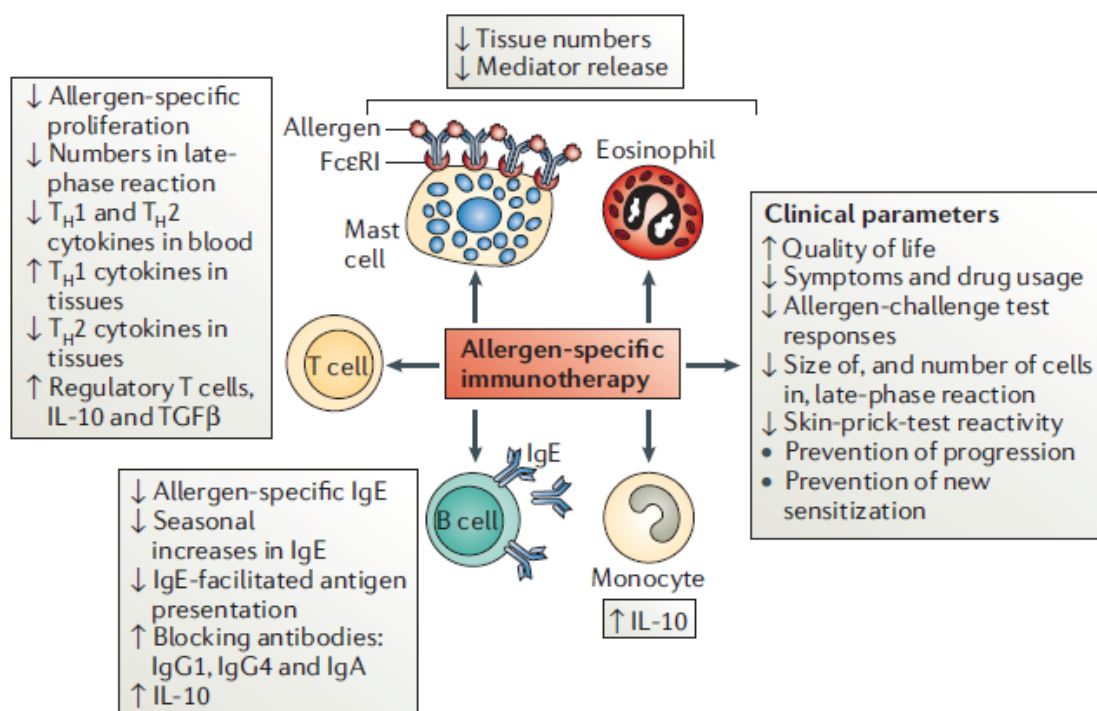 ↓ Tissue numbers
↓ Mediator release
↓ Allergen-specific
proliferation
↓ Numbers in late-
phase reaction
↓ TH1 and TH2
cytokines in blood
↑ TH1 cytokines in
tissues
↓ TH2 cytokines in
tissues
↑ Regulatory T cells,
IL-10 and TGFβ
Allergen
FcεRI
Mast
cell
Eosinophil
Clinical parameters
↑ Quality of life
↓ Symptoms and drug usage
↓ Allergen-challenge test
responses
↓ Size of, and number of cells
in, late-phase reaction
↓ Skin-prick-test reactivity
• Prevention of progression
• Prevention of new
sensitization
T cell
Allergen-specific
immunotherapy
IgE
B cell
Monocyte
↑ IL-10
↓ Allergen-specific IgE
↓ Seasonal
increases in IgE
↓ IgE-facilitated antigen
presentation
↑ Blocking antibodies:
IgG1, IgG4 and IgA
↑ IL-10